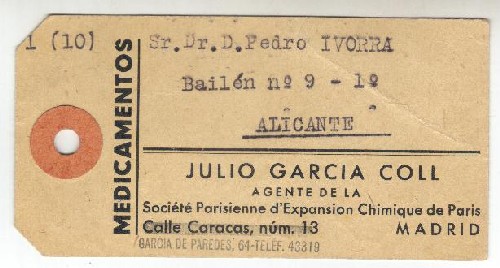 1 (10)
MEDICAMENTOS
Sr.Dr.D.Pedro IVORRA
Bailén nº 9 - 1º
ALICANTE
JULIO GARCIA COLL
AGENTE DE LA
Société Parisienne d'Expansion Chimique de Paris
Calle Caracas, núm. 13 MADRID
GARCIA DE PAREDES, 64-TELÉF. 43319